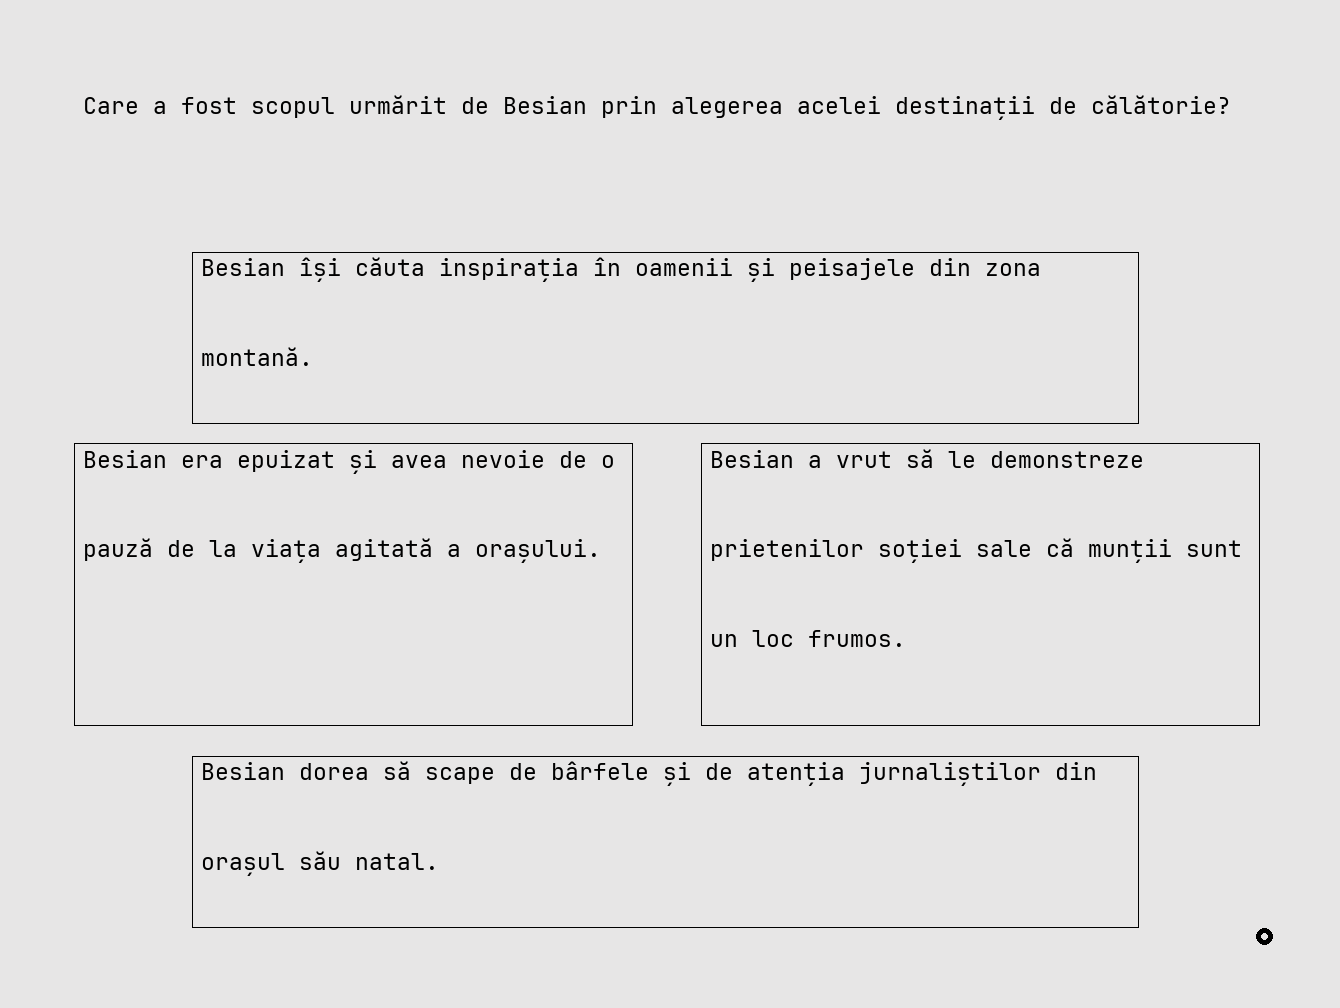 Care a fost scopul urmărit de Besian prin alegerea acelei destinații de călătorie?
Besian își căuta inspirația în oamenii și peisajele din zona
montană.
Besian era epuizat și avea nevoie de o
pauză de la viața agitată a orașului.
Besian a vrut să le demonstreze
prietenilor soției sale că munții sunt
un loc frumos.
Besian dorea să scape de bârfele și de atenția jurnaliștilor din
orașul său natal.